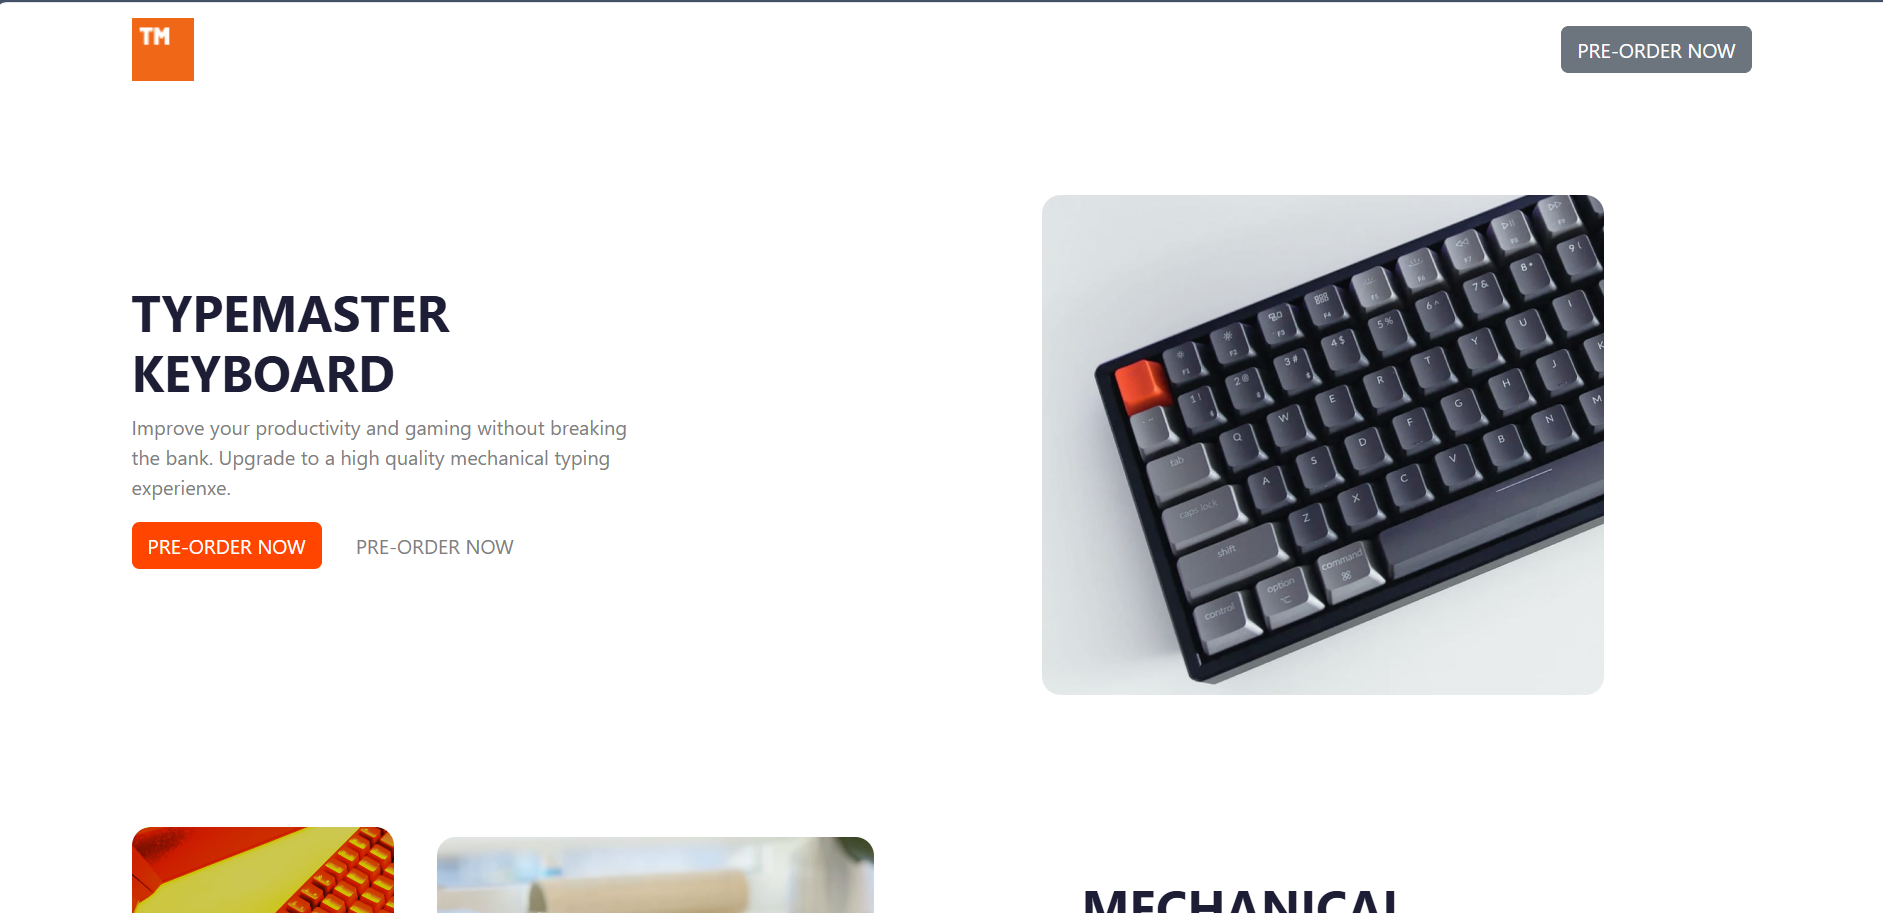 TM
PRE-ORDER NOW
TYPEMASTER
KEYBOARD
Improve your productivity and gaming without breaking
the bank. Upgrade to a high quality mechanical typing
experienxe.
PRE-ORDER NOW
PRE-ORDER NOW
F1
F2
F3
F4
F5
F6
F7
F8
F9
1 !
2 @
3 #
4 $
5 %
6 ^
7 &
8 *
9 (
tab
Q
W
E
R
T
Y
U
I
caps lock
A
S
D
F
G
H
J
K
shift
Z
X
C
V
B
N
M
control
option
command
MECHANICAL